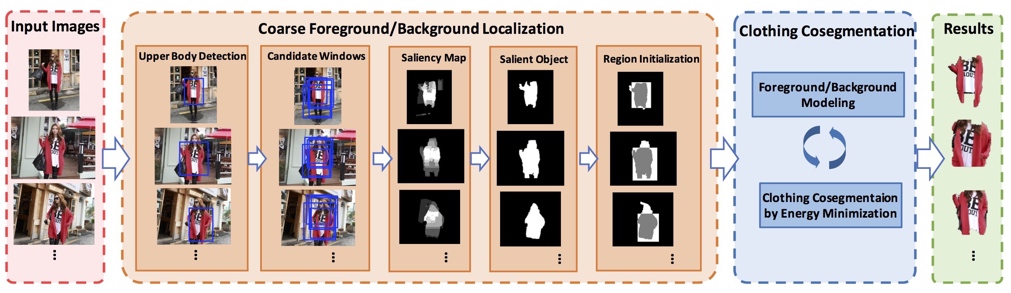 Input Images
Coarse Foreground/Background Localization
Upper Body Detection
Candidate Windows
Saliency Map
Salient Object
Region Initialization
Clothing Cosegmentation
Foreground/Background
Modeling
Clothing Cosegmentaion
by Energy Minimization
Results